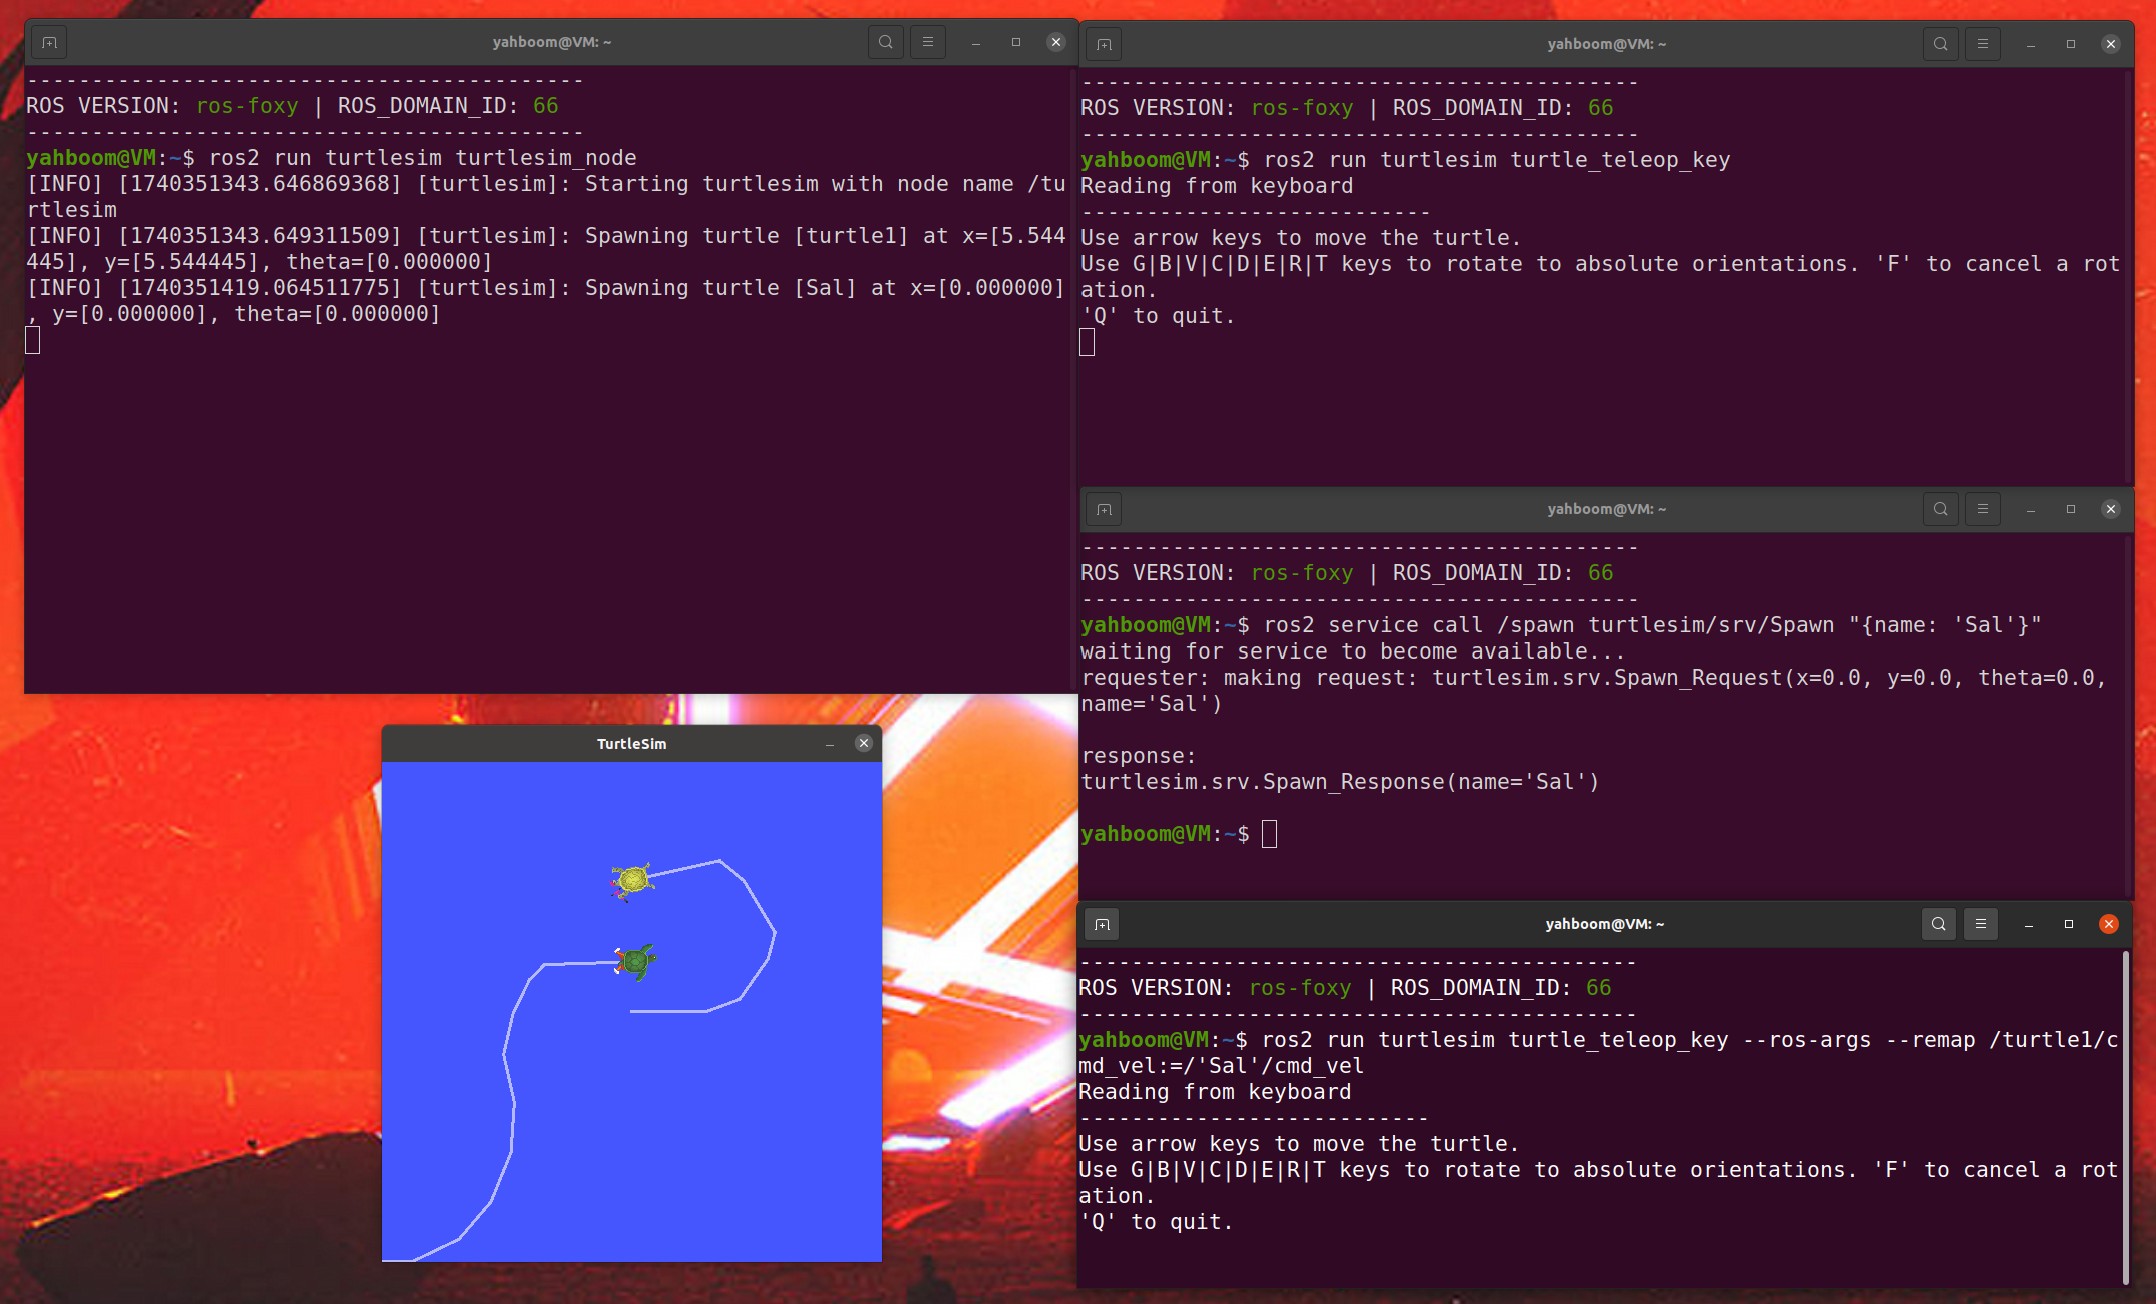 yahboom@VM: ~
--------------------------------------------
ROS VERSION: ros-foxy | ROS_DOMAIN_ID: 66
--------------------------------------------
yahboom@VM:~$ ros2 run turtlesim turtlesim_node
[INFO] [1740351343.646869368] [turtlesim]: Starting turtlesim with node name /tu
rtlesim
[INFO] [1740351343.649311509] [turtlesim]: Spawning turtle [turtle1] at x=[5.544
445], y=[5.544445], theta=[0.000000]
[INFO] [1740351419.064511775] [turtlesim]: Spawning turtle [Sal] at x=[0.000000]
, y=[0.000000], theta=[0.000000]
yahboom@VM: ~
--------------------------------------------
ROS VERSION: ros-foxy | ROS_DOMAIN_ID: 66
--------------------------------------------
yahboom@VM:~$ ros2 run turtlesim turtle_teleop_key
Reading from keyboard
---------------------------
Use arrow keys to move the turtle.
Use G|B|V|C|D|E|R|T keys to rotate to absolute orientations. 'F' to cancel a rot
ation.
'Q' to quit.
yahboom@VM: ~
--------------------------------------------
ROS VERSION: ros-foxy | ROS_DOMAIN_ID: 66
--------------------------------------------
yahboom@VM:~$ ros2 service call /spawn turtlesim/srv/Spawn "{name: 'Sal'}"
waiting for service to become available...
requester: making request: turtlesim.srv.Spawn_Request(x=0.0, y=0.0, theta=0.0,
name='Sal')
response:
turtlesim.srv.Spawn_Response(name='Sal')
yahboom@VM:~$
TurtleSim
yahboom@VM: ~
--------------------------------------------
ROS VERSION: ros-foxy | ROS_DOMAIN_ID: 66
--------------------------------------------
yahboom@VM:~$ ros2 run turtlesim turtle_teleop_key --ros-args --remap /turtle1/c
md_vel:=/'Sal'/cmd_vel
Reading from keyboard
---------------------------
Use arrow keys to move the turtle.
Use G|B|V|C|D|E|R|T keys to rotate to absolute orientations. 'F' to cancel a rot
ation.
'Q' to quit.